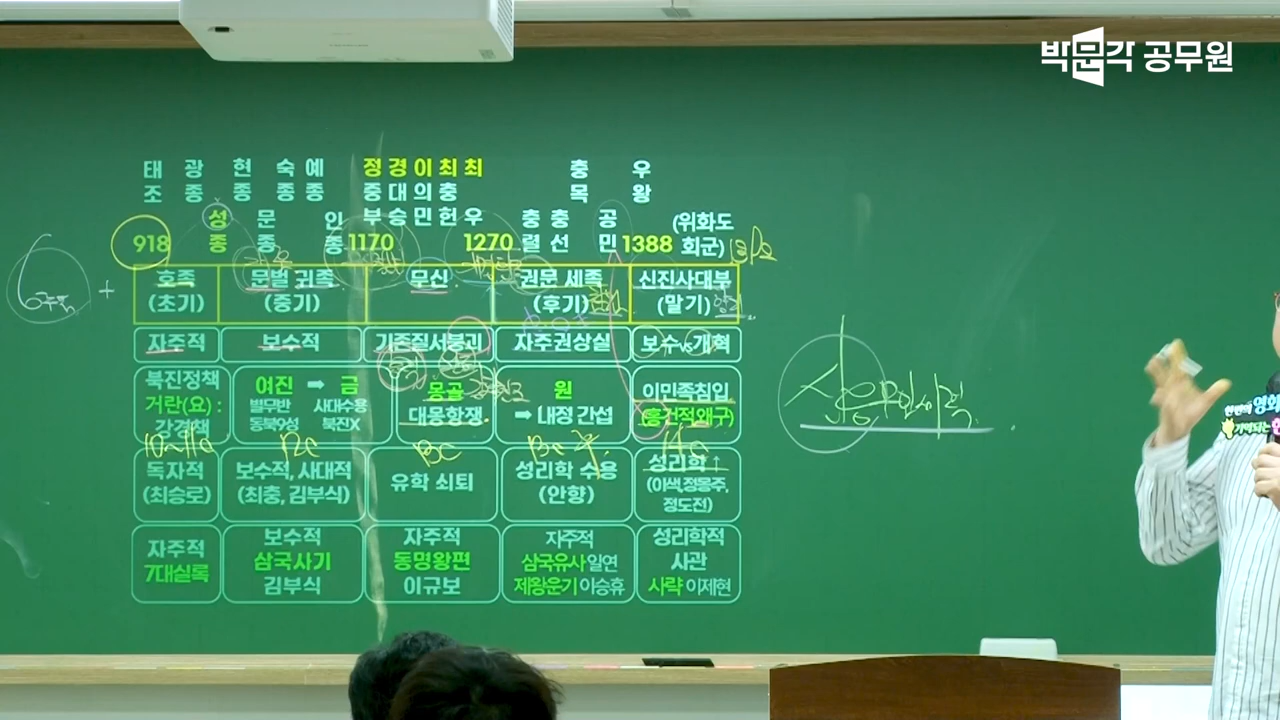 박문각 공무원
태 광 현 숙 예 정 경 이 최 최 충 우
조 종 종 종 종 중 대 의 충 목 왕
성 문 인 부 승 민 헌 우 충 충 공 (위화도
918 종 종 종 1170 1270 렬 선 민 1388 회군)
6두품 +
호족 문벌 귀족 무신 권문 세족 신진사대부
(초기) (중기) (후기) (말기)
자주적 보수적 기존질서붕괴 자주권상실 보수vs개혁
북진정책 여진 ➡ 금 몽골 원 이민족침입
거란(요) : 별무반 사대수용 대몽항쟁 ➡ 내정 간섭 (홍건적,왜구)
강경책 동북9성 북진X
10~11C 12C 13C 13C 후 14C
독자적 보수적, 사대적 유학 쇠퇴 성리학 수용 성리학 ↑
(최승로) (최충, 김부식) (안향) (이색,정몽주,
정도전)
자주적 보수적 자주적 자주적 성리학적
7대실록 삼국사기 동명왕편 삼국유사 일연 사관
김부식 이규보 제왕운기 이승휴 사략 이제현